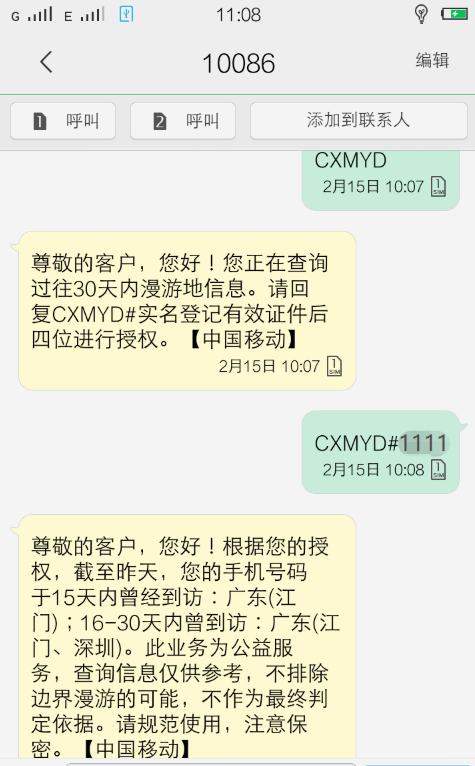 G E 11:08
10086 编辑
1 呼叫 2 呼叫 添加到联系人
CXMYD
2月15日 10:07 1 SIM
尊敬的客户，您好！您正在查询
过往30天内漫游地信息。请回
复CXMYD#实名登记有效证件后
四位进行授权。【中国移动】
2月15日 10:07 1 SIM
CXMYD#1111
2月15日 10:08 1 SIM
尊敬的客户，您好！根据您的授
权，截至昨天，您的手机号码
于15天内曾经到访：广东(江
门)；16-30天内曾到访：广东(江
门、深圳)。此业务为公益服
务，查询信息仅供参考，不排除
边界漫游的可能，不作为最终判
定依据。请规范使用，注意保
密。【中国移动】